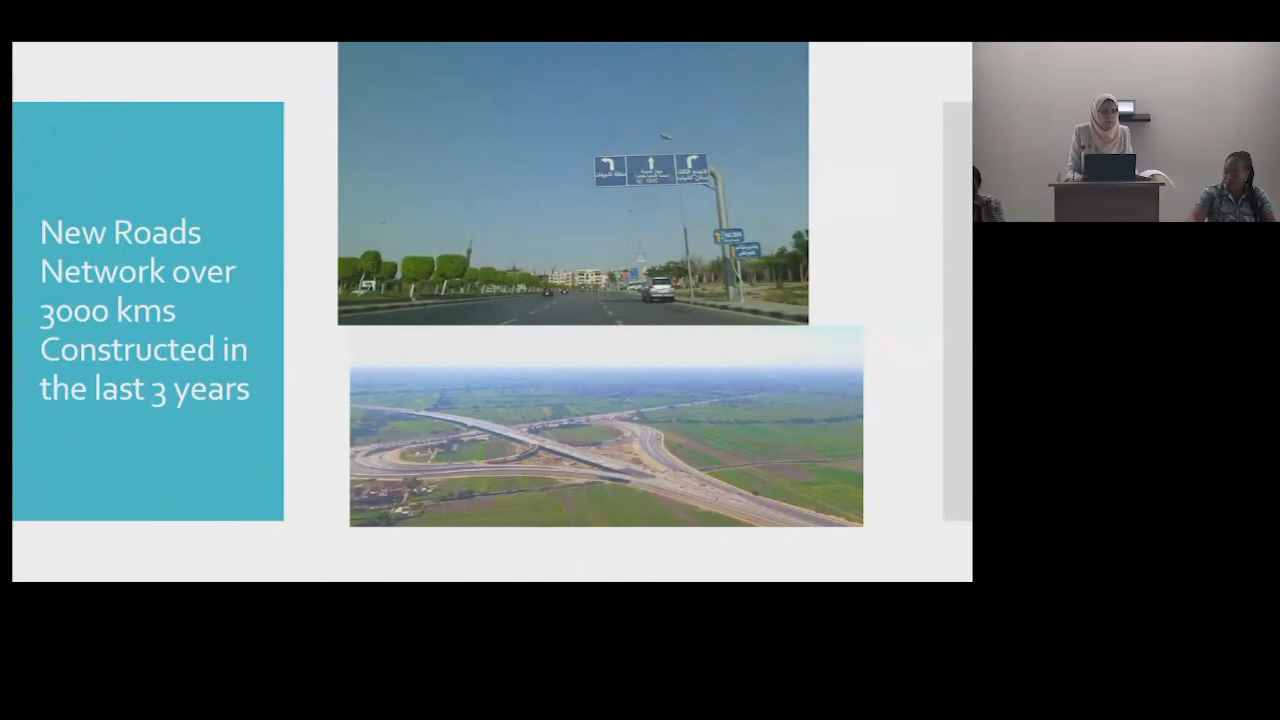 New Roads
Network over
3000 kms
Constructed in
the last 3 years